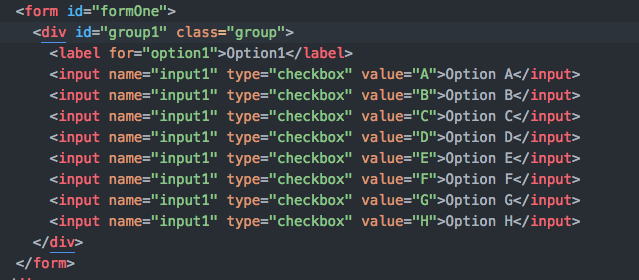 <form id="formOne">
<div id="group1" class="group">
<label for="option1">Option1</label>
<input name="input1" type="checkbox" value="A">Option A</input>
<input name="input1" type="checkbox" value="B">Option B</input>
<input name="input1" type="checkbox" value="C">Option C</input>
<input name="input1" type="checkbox" value="D">Option D</input>
<input name="input1" type="checkbox" value="E">Option E</input>
<input name="input1" type="checkbox" value="F">Option F</input>
<input name="input1" type="checkbox" value="G">Option G</input>
<input name="input1" type="checkbox" value="H">Option H</input>
</div>
</form>